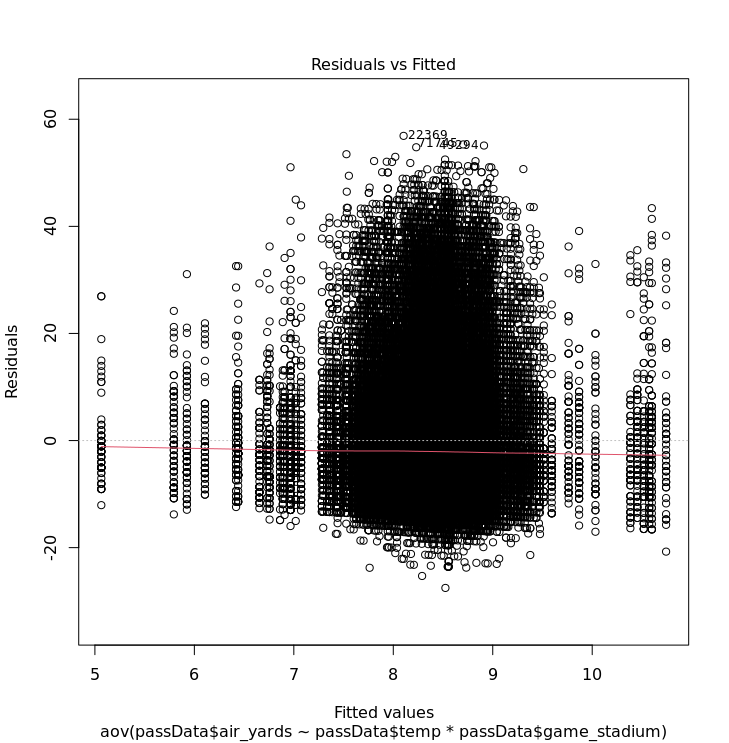 Residuals vs Fitted
60
40
20
0
-20
Residuals
22369
5 6 7 8 9 10
Fitted values
aov(passData$air_yards ~ passData$temp * passData$game_stadium)